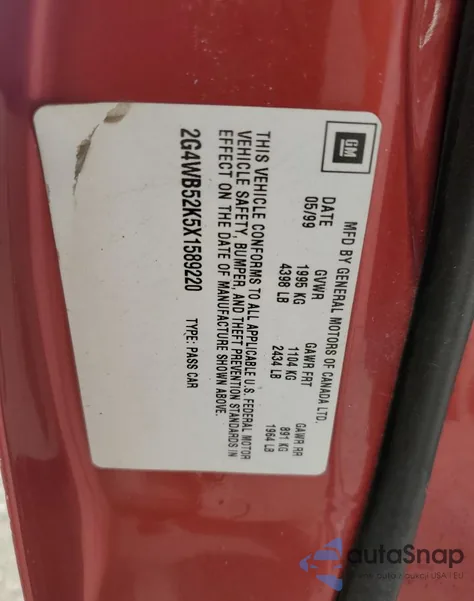 GM
MFD BY GENERAL MOTORS OF CANADA LTD.
DATE GVWR GAWR FRT GAWR RR
05/99 1995 KG 1104 KG 891 KG
4398 LB 2434 LB 1964 LB
THIS VEHICLE CONFORMS TO ALL APPLICABLE U.S. FEDERAL MOTOR
VEHICLE SAFETY, BUMPER, AND THEFT PREVENTION STANDARDS IN
EFFECT ON THE DATE OF MANUFACTURE SHOWN ABOVE.
2G4WB52K5X1589220 TYPE: PASS CAR
autoSnap